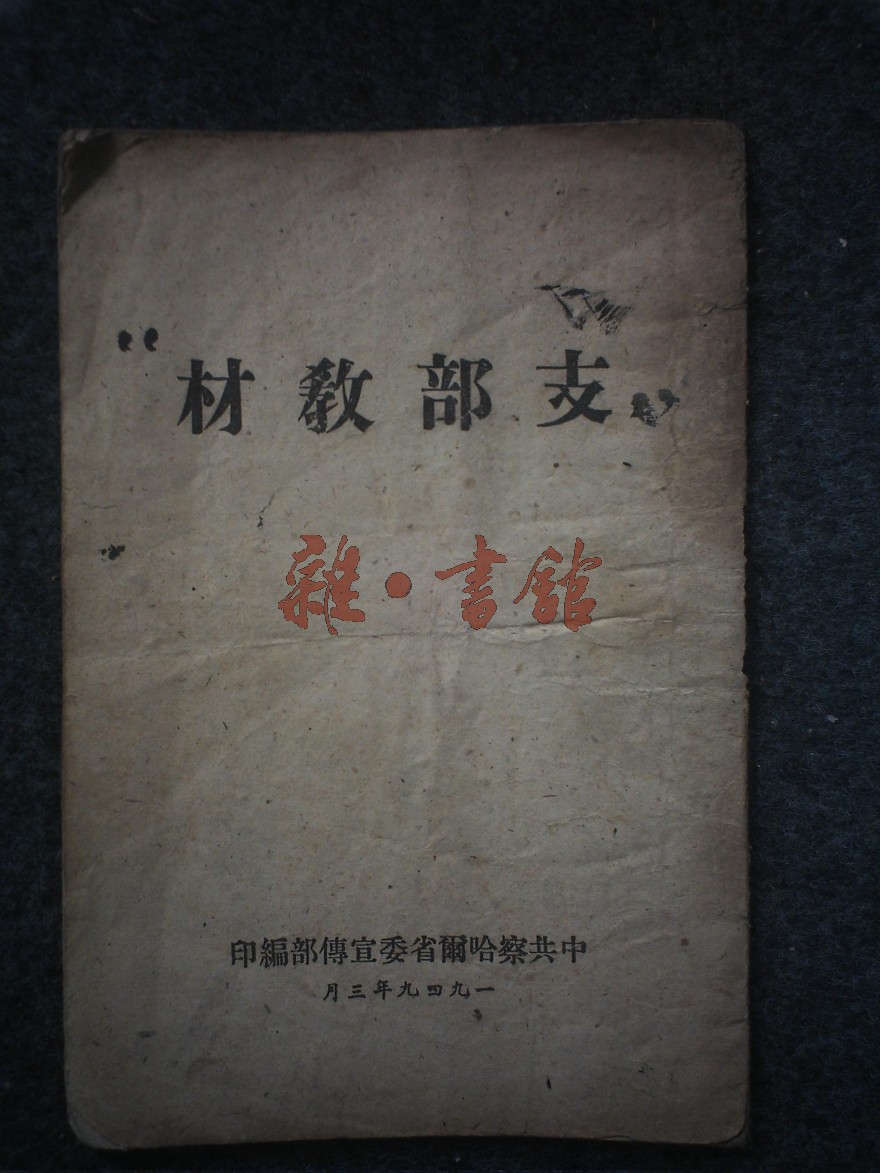 “支部教材”
雜·書館
中共察哈爾省委宣傳部編印
一九四九年三月